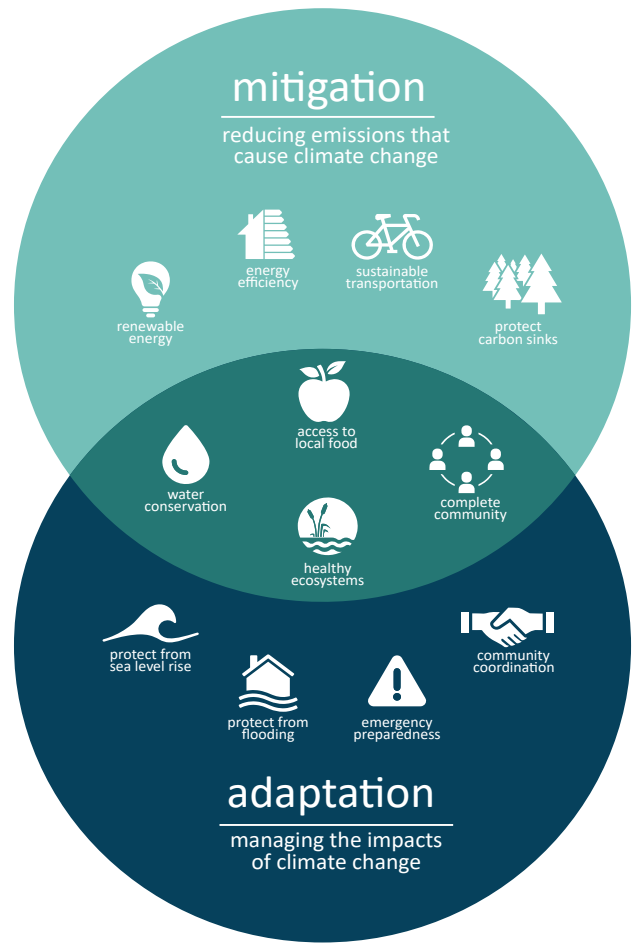 mitigation
reducing emissions that
cause climate change
energy
efficiency
sustainable
transportation
renewable
energy
protect
carbon sinks
access to
local food
water
conservation
complete
community
healthy
ecosystems
protect from
sea level rise
community
coordination
protect from
flooding
emergency
preparedness
adaptation
managing the impacts
of climate change